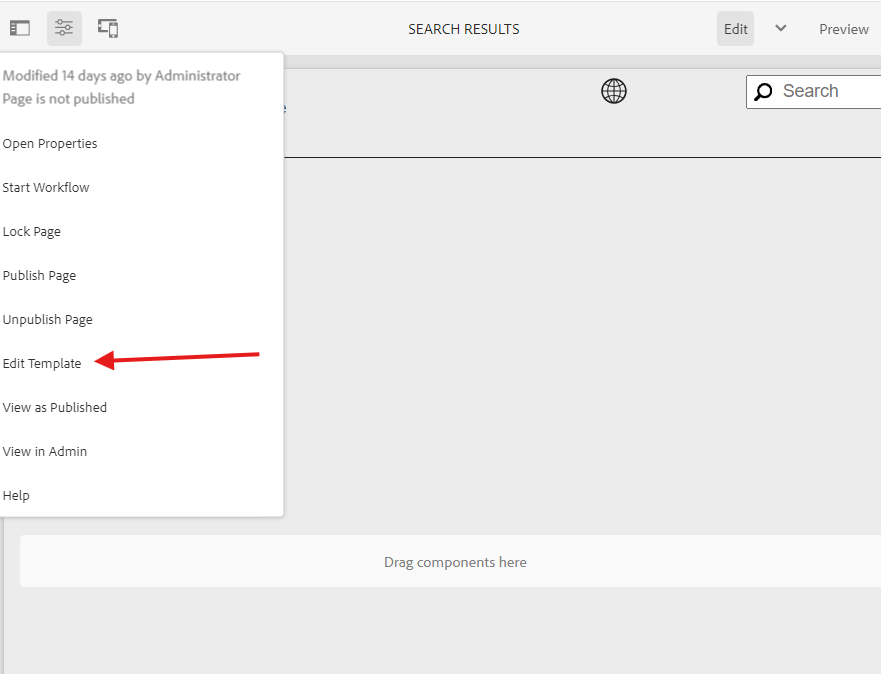 SEARCH RESULTS
Edit
Preview
Modified 14 days ago by Administrator
Page is not published
Search
Open Properties
Start Workflow
Lock Page
Publish Page
Unpublish Page
Edit Template
View as Published
View in Admin
Help
Drag components here